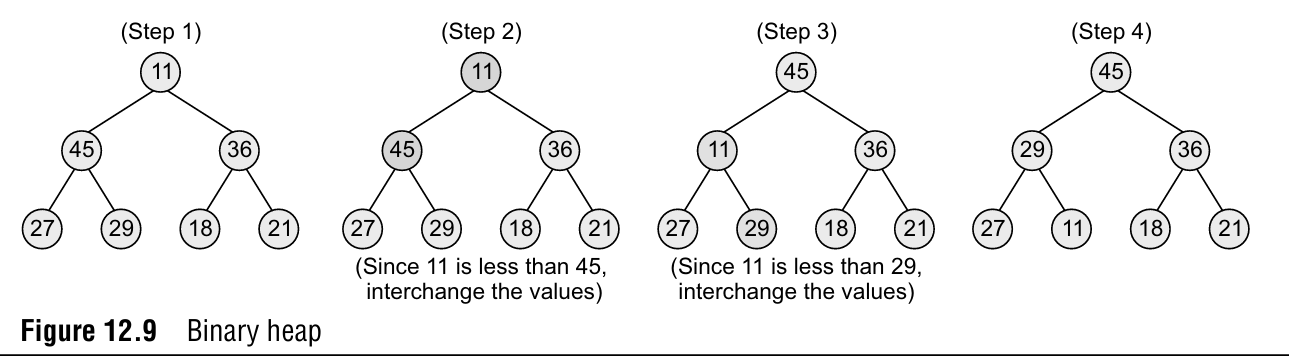 (Step 1) (Step 2) (Step 3) (Step 4)
11 11 45 45
45 36 45 36 11 36 29 36
27 29 18 21 27 29 18 21 27 29 18 21 27 11 18 21
(Since 11 is less than 45, (Since 11 is less than 29,
interchange the values) interchange the values)
Figure 12.9 Binary heap